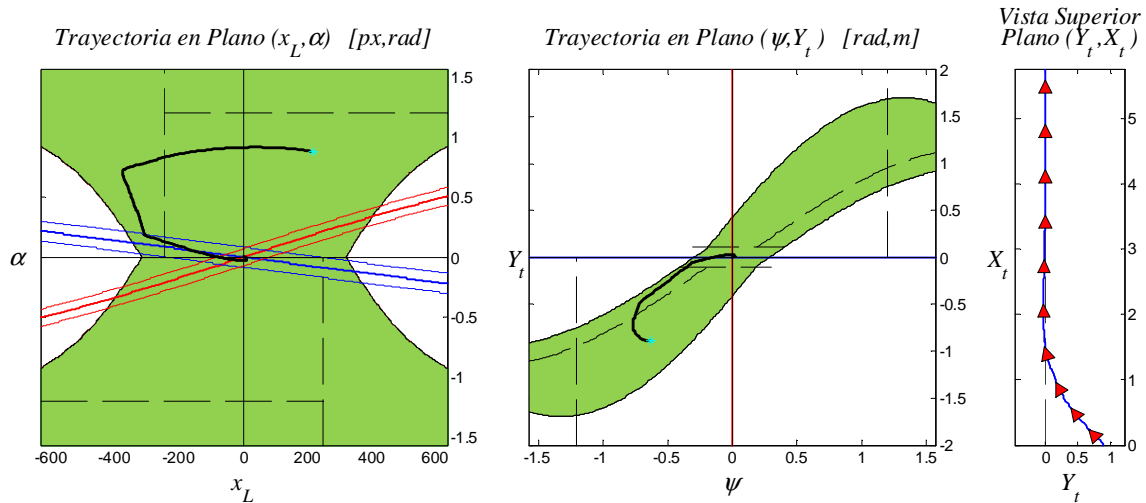 Trayectoria en Plano (x_L,α) [px,rad]
1.5
1
0.5
0
-0.5
-1
-1.5
α
-600 -400 -200 0 200 400 600
x_L
Trayectoria en Plano (ψ,Y_t) [rad,m]
2
1.5
1
0.5
0
-0.5
-1
-1.5
-2
Y_t
-1.5 -1 -0.5 0 0.5 1 1.5
ψ
Vista Superior
Plano (Y_t,X_t)
5
4
3
2
1
0
X_t
0 1
Y_t